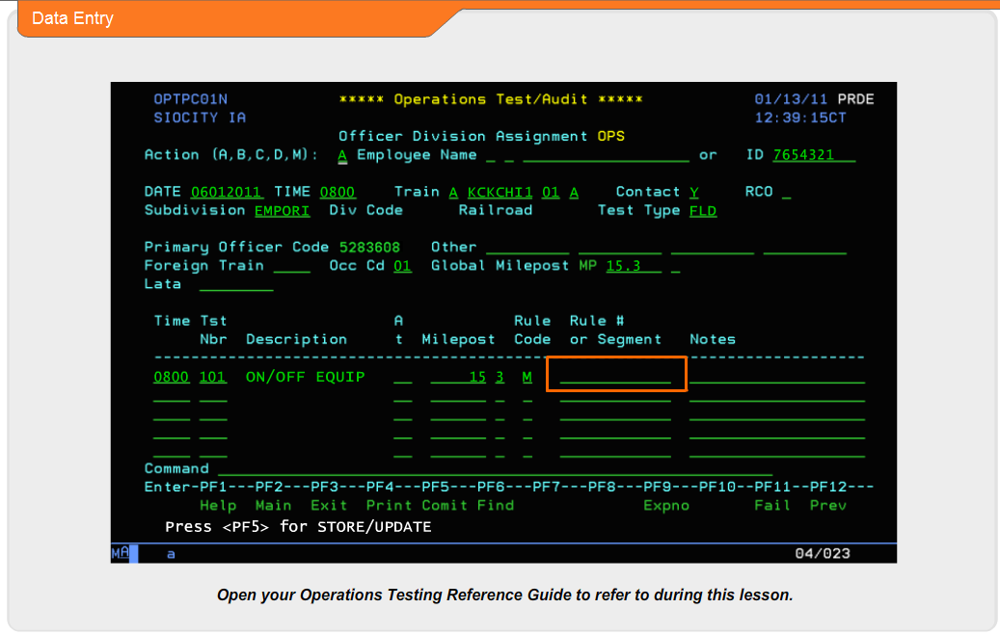 Data Entry
OPTPC01N ***** Operations Test/Audit ***** 01/13/11 PRDE
SIOCITY IA 12:39:15CT
Officer Division Assignment OPS
Action (A,B,C,D,M): A Employee Name _ _ __________________ or ID 7654321__
DATE 06012011 TIME 0800 Train A KCKCHI1 01 A Contact Y RCO _
Subdivision EMPORI Div Code Railroad Test Type FLD
Primary Officer Code 5283608 Other _________ _________ _________ _________
Foreign Train ____ Occ Cd 01 Global Milepost MP 15.3__ _
Lata ________
Time Tst A Rule Rule #
Nbr Description t Milepost Code or Segment Notes
-----------------------------------------------------------------------------
0800 101 ON/OFF EQUIP __ ____15 3 M ____________ ___________________
____ ___ __ ______ _ _ ____________ ___________________
____ ___ __ ______ _ _ ____________ ___________________
____ ___ __ ______ _ _ ____________ ___________________
____ ___ __ ______ _ _ ____________ ___________________
Command ____________________________________________________________
Enter-PF1---PF2---PF3---PF4---PF5---PF6---PF7---PF8---PF9---PF10--PF11--PF12---
Help Main Exit Print Comit Find Expno Fail Prev
Press <PF5> for STORE/UPDATE
MA a 04/023
Open your Operations Testing Reference Guide to refer to during this lesson.